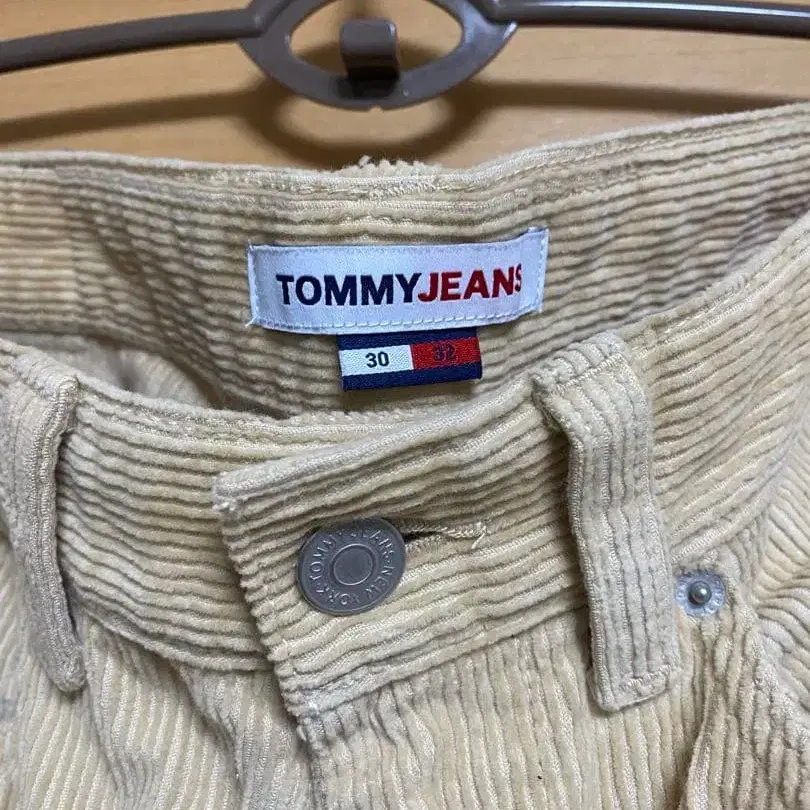 TOMMYJEANS
30 32
TOMMY JEANS · NEW YORK ·